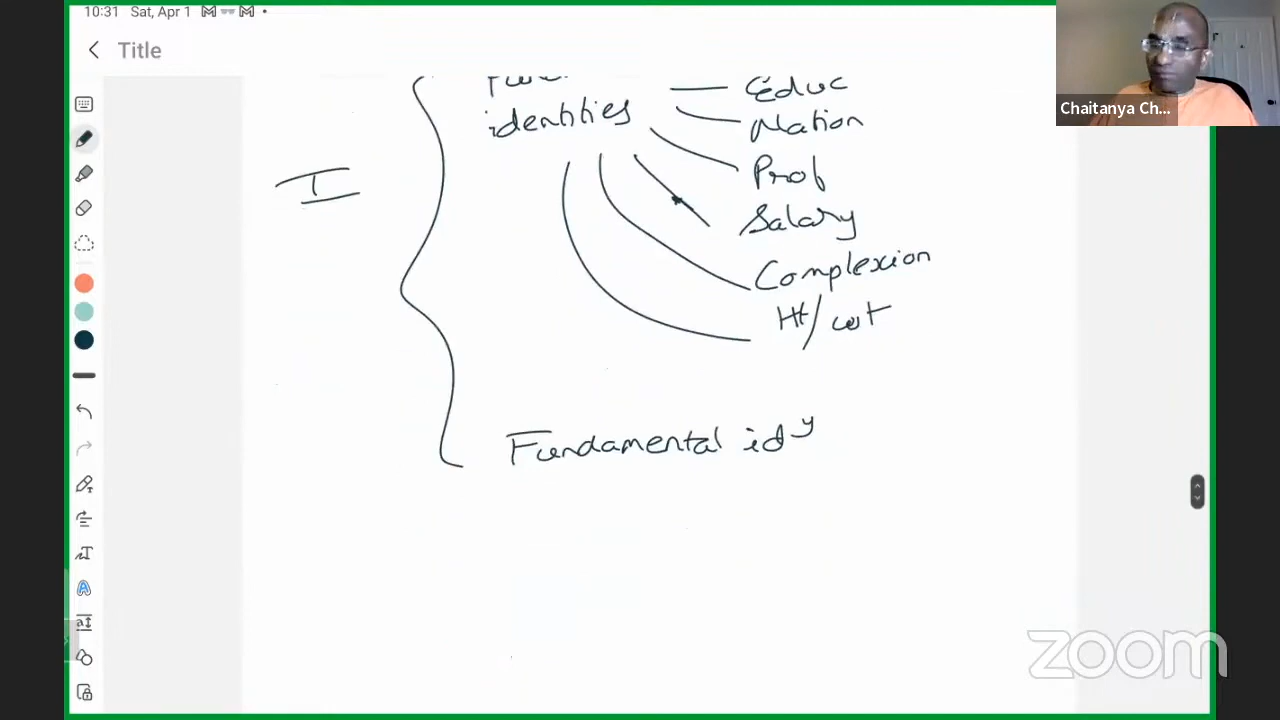 10:31 Sat, Apr 1
Title
Chaitanya Ch...
Educ
identities
Nation
Prof
I
Salary
Complexion
Ht/wt
Fundamental idy
zoom